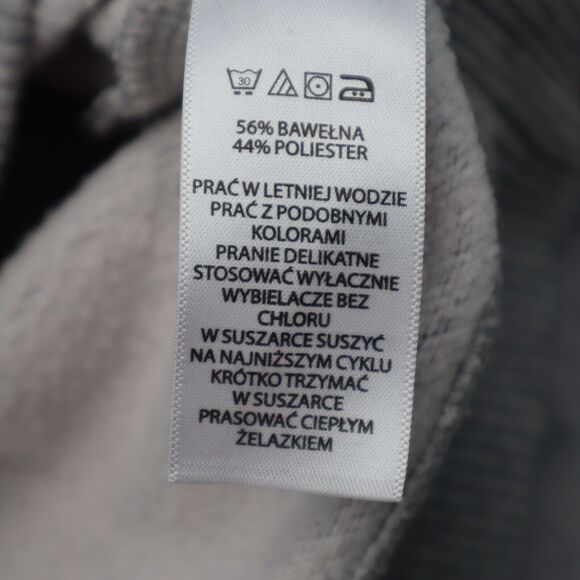 30
56% BAWEŁNA
44% POLIESTER
PRAĆ W LETNIEJ WODZIE
PRAĆ Z PODOBNYMI
KOLORAMI
PRANIE DELIKATNE
STOSOWAĆ WYŁACZNIE
WYBIELACZE BEZ
CHLORU
W SUSZARCE SUSZYĆ
NA NAJNIŻSZYM CYKLU
KRÓTKO TRZYMAĆ
W SUSZARCE
PRASOWAĆ CIEPŁYM
ŻELAZKIEM